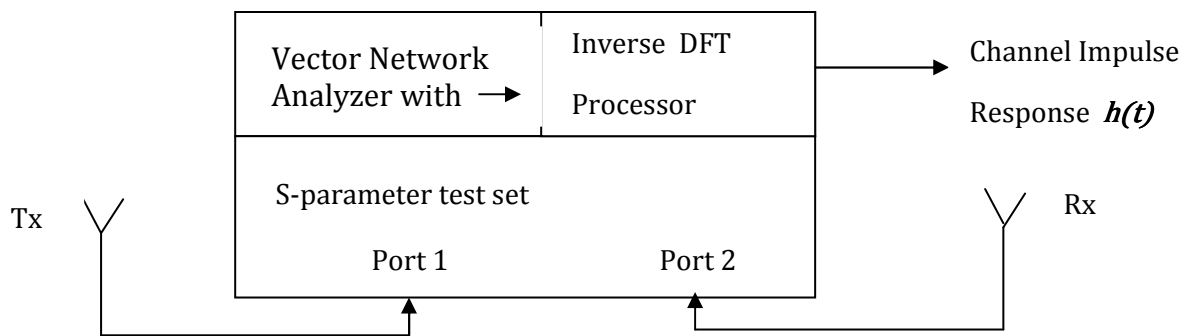 Vector Network
Analyzer with
Inverse DFT
Processor
Channel Impulse
Response h(t)
S-parameter test set
Tx
Rx
Port 1
Port 2